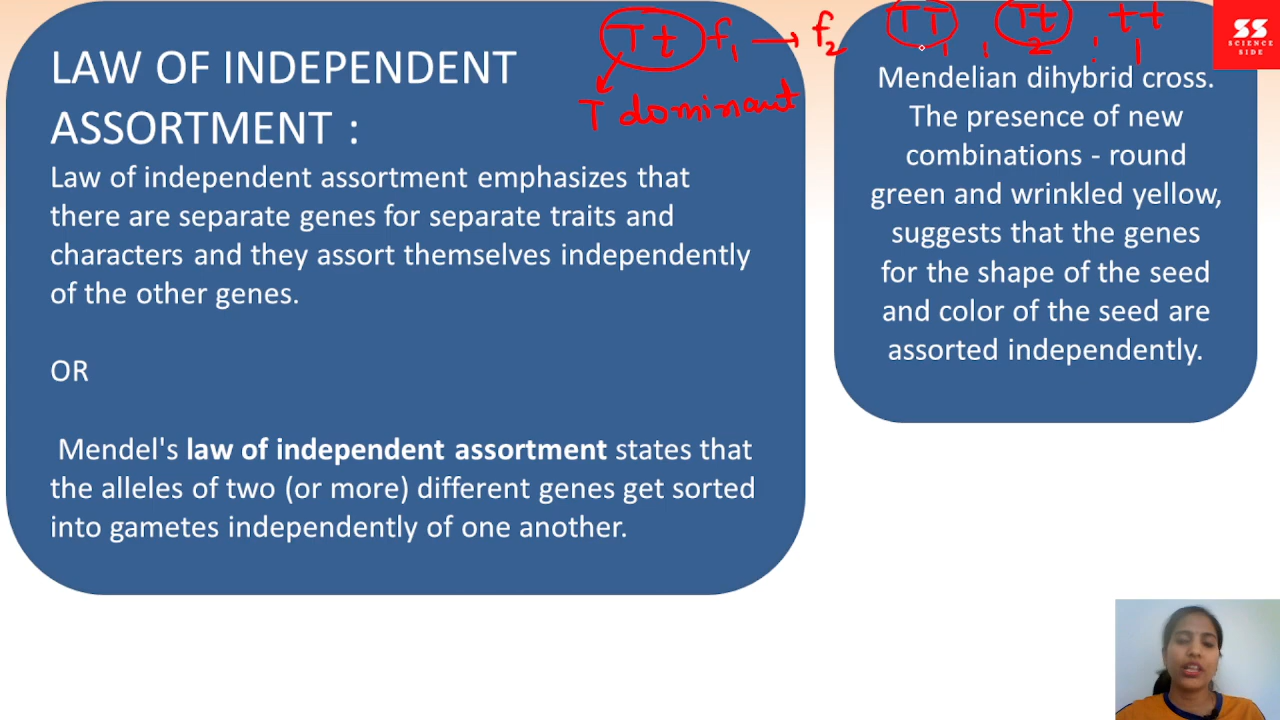 Tt f1 → f2 TT : Tt : tt
1 2 1
T dominant
LAW OF INDEPENDENT
ASSORTMENT :
Law of independent assortment emphasizes that
there are separate genes for separate traits and
characters and they assort themselves independently
of the other genes.
OR
Mendel's law of independent assortment states that
the alleles of two (or more) different genes get sorted
into gametes independently of one another.
Mendelian dihybrid cross.
The presence of new
combinations - round
green and wrinkled yellow,
suggests that the genes
for the shape of the seed
and color of the seed are
assorted independently.
SS
SCIENCE
SIDE